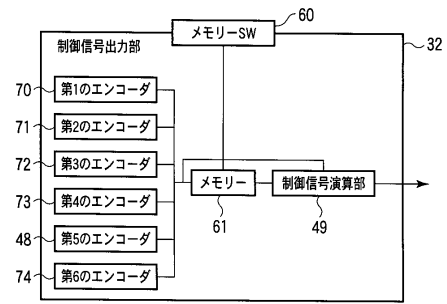 60
メモリーSW
制御信号出力部
32
70
第1のエンコーダ
71
第2のエンコーダ
72
第3のエンコーダ
73
第4のエンコーダ
48
第5のエンコーダ
74
第6のエンコーダ
メモリー
61
制御信号演算部
49